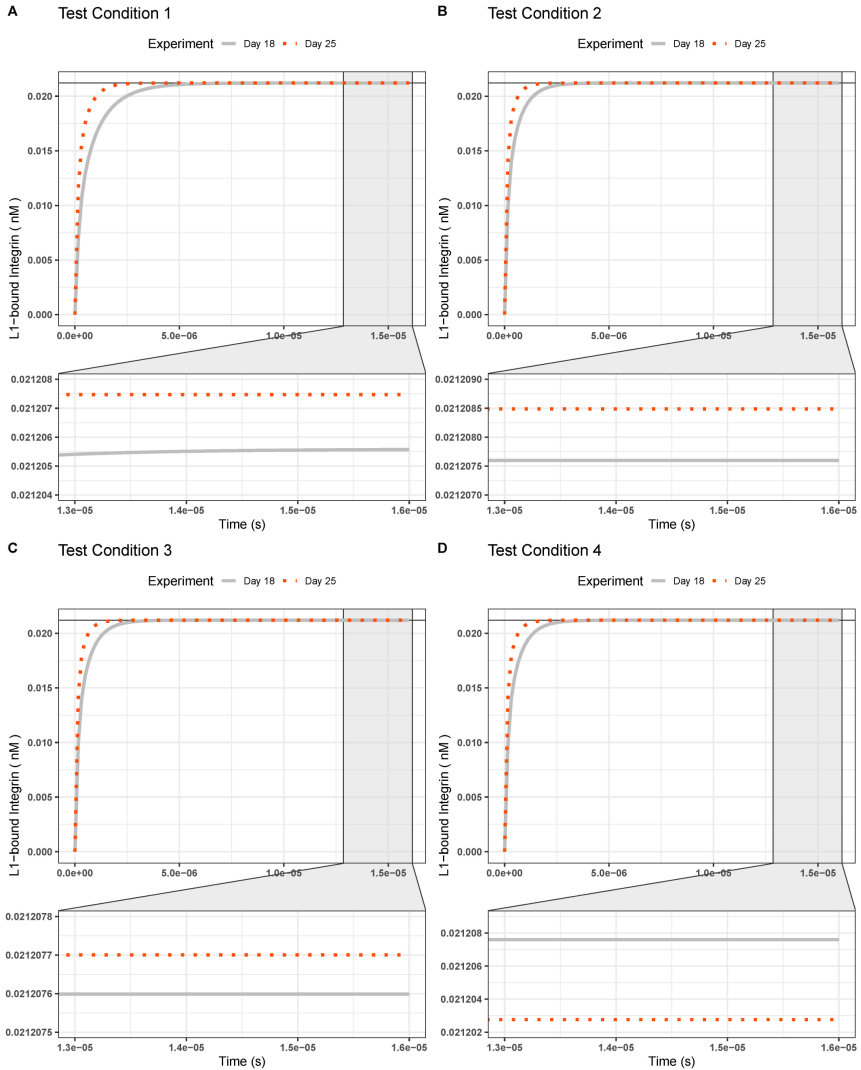 A Test Condition 1
Experiment Day 18 Day 25
L1−bound Integrin ( nM)
0.020
0.015
0.010
0.005
0.000
0.0e+00 5.0e−06 1.0e−05 1.5e−05
0.021208
0.021207
0.021206
0.021205
0.021204
1.3e−05 1.4e−05 1.5e−05 1.6e−05
Time (s)
B Test Condition 2
Experiment Day 18 Day 25
L1−bound Integrin ( nM)
0.020
0.015
0.010
0.005
0.000
0.0e+00 5.0e−06 1.0e−05 1.5e−05
0.0212090
0.0212085
0.0212080
0.0212075
0.0212070
1.3e−05 1.4e−05 1.5e−05 1.6e−05
Time (s)
C Test Condition 3
Experiment Day 18 Day 25
L1−bound Integrin ( nM)
0.020
0.015
0.010
0.005
0.000
0.0e+00 5.0e−06 1.0e−05 1.5e−05
0.0212078
0.0212077
0.0212076
0.0212075
1.3e−05 1.4e−05 1.5e−05 1.6e−05
Time (s)
D Test Condition 4
Experiment Day 18 Day 25
L1−bound Integrin ( nM)
0.020
0.015
0.010
0.005
0.000
0.0e+00 5.0e−06 1.0e−05 1.5e−05
0.021208
0.021206
0.021204
0.021202
1.3e−05 1.4e−05 1.5e−05 1.6e−05
Time (s)